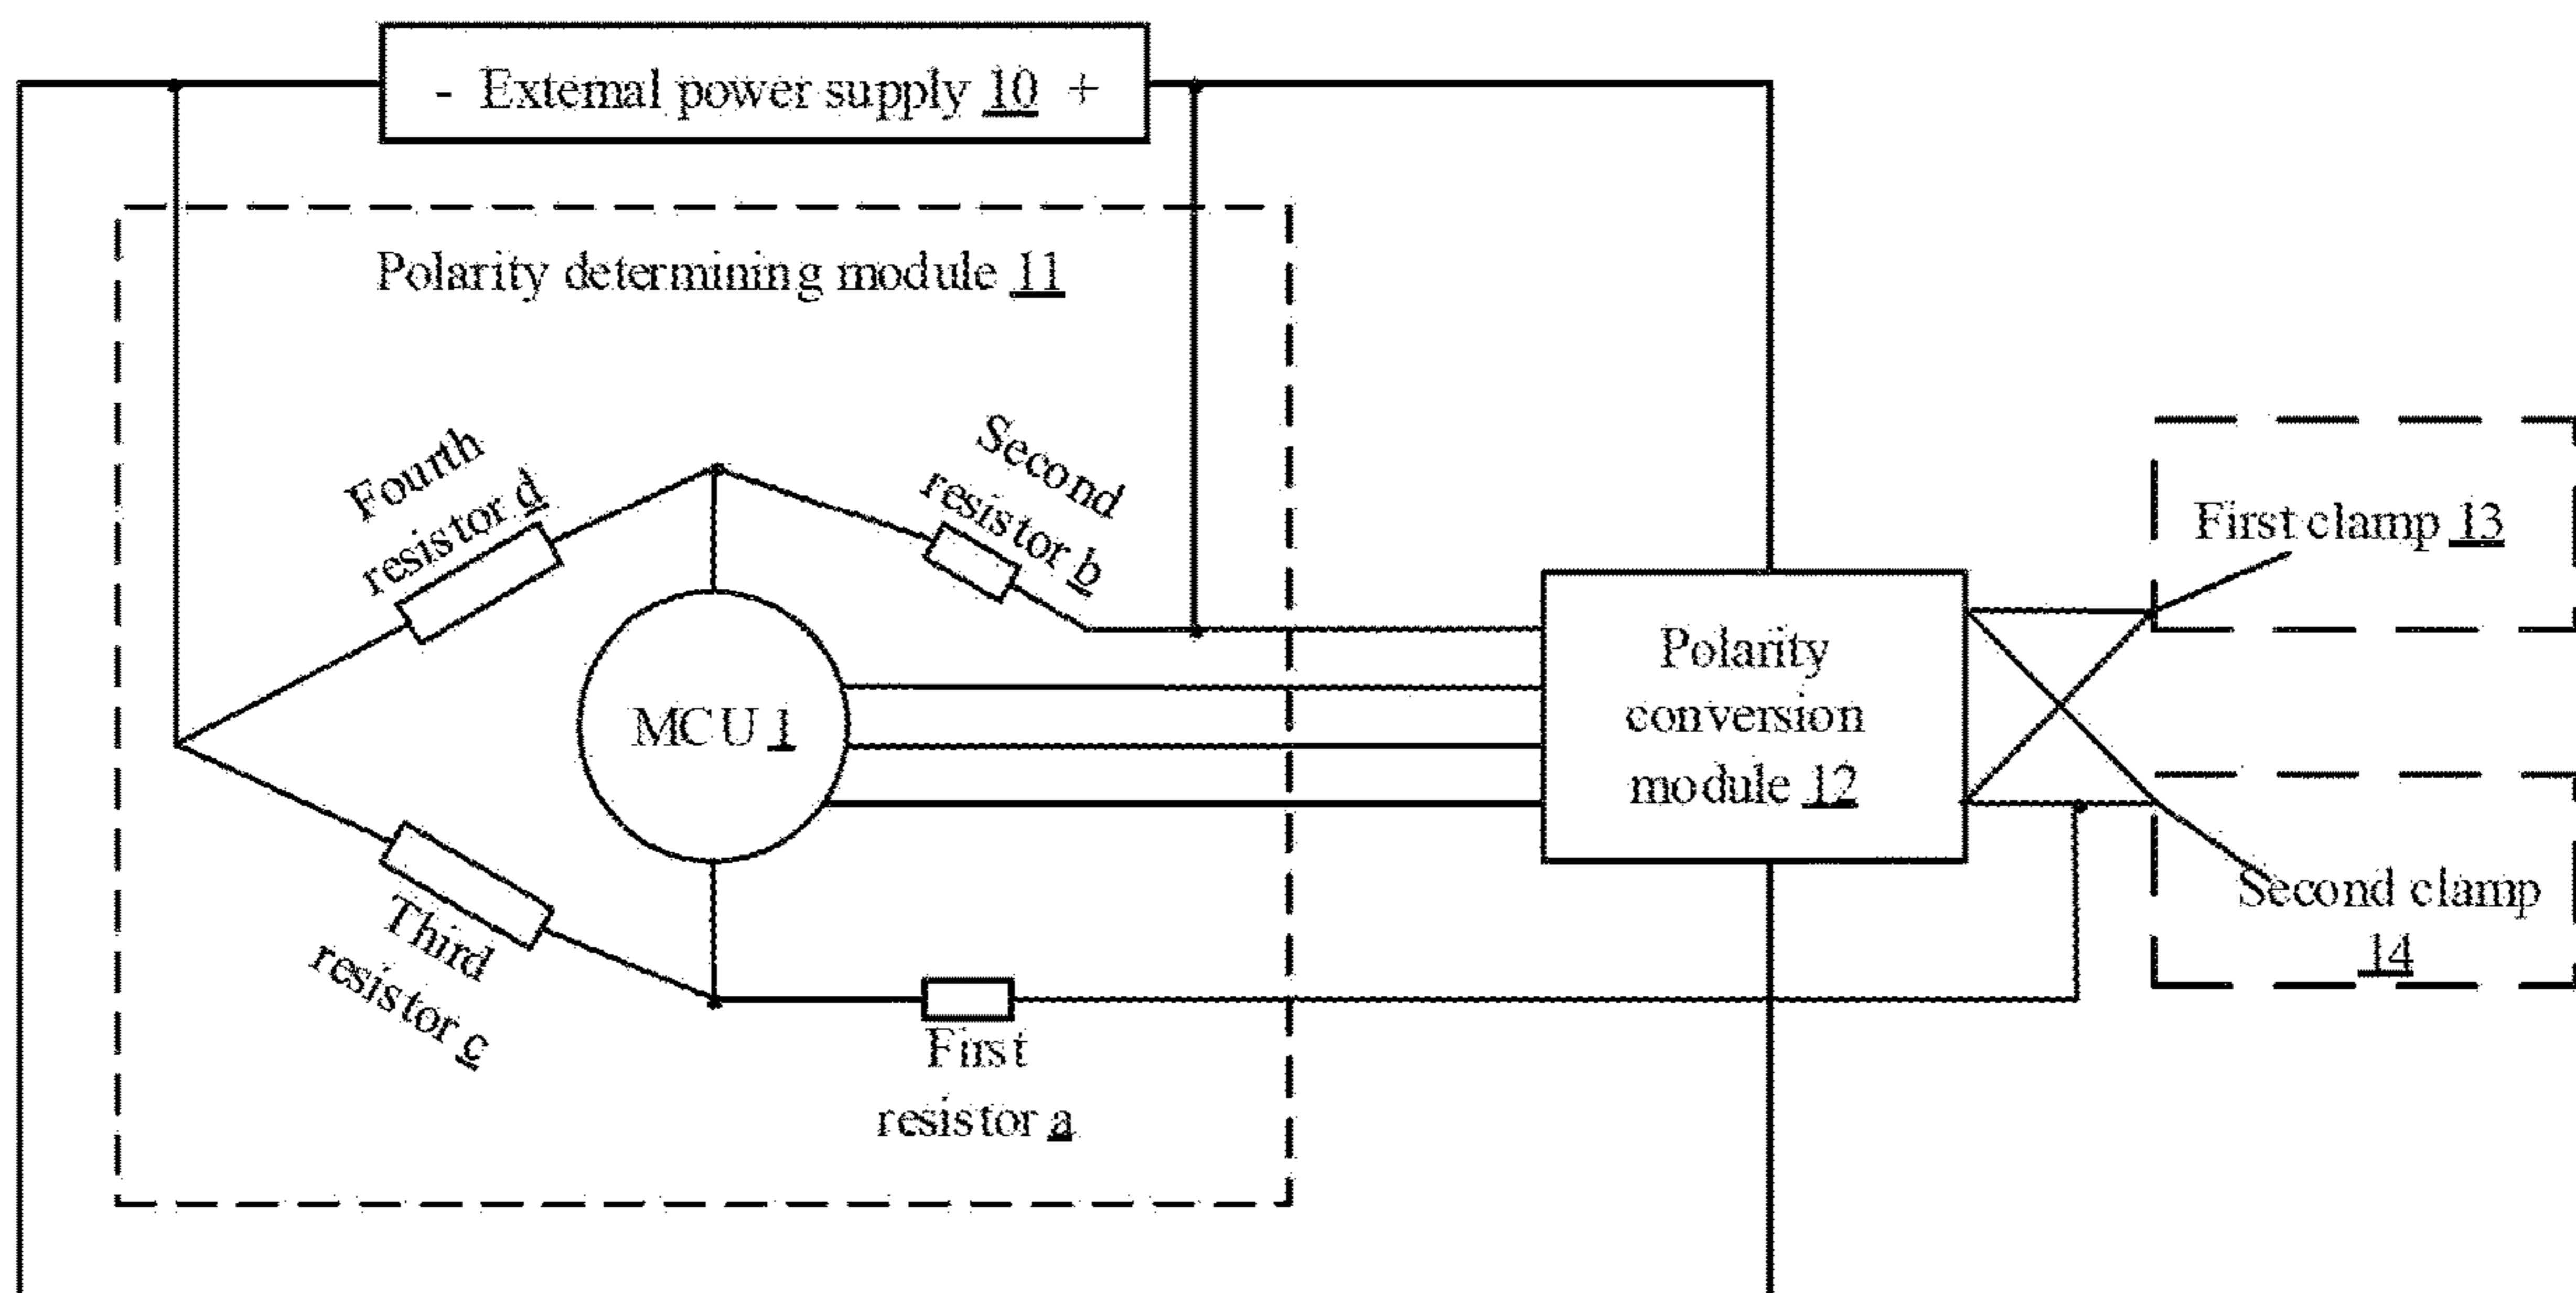 - External power supply 10 +
Polarity determining module 11
Fourth
resistor d
Second
resistor b
First clamp 13
Polarity
conversion
module 12
MCU 1
Second clamp
14
Third
resistor c
First
resistor a